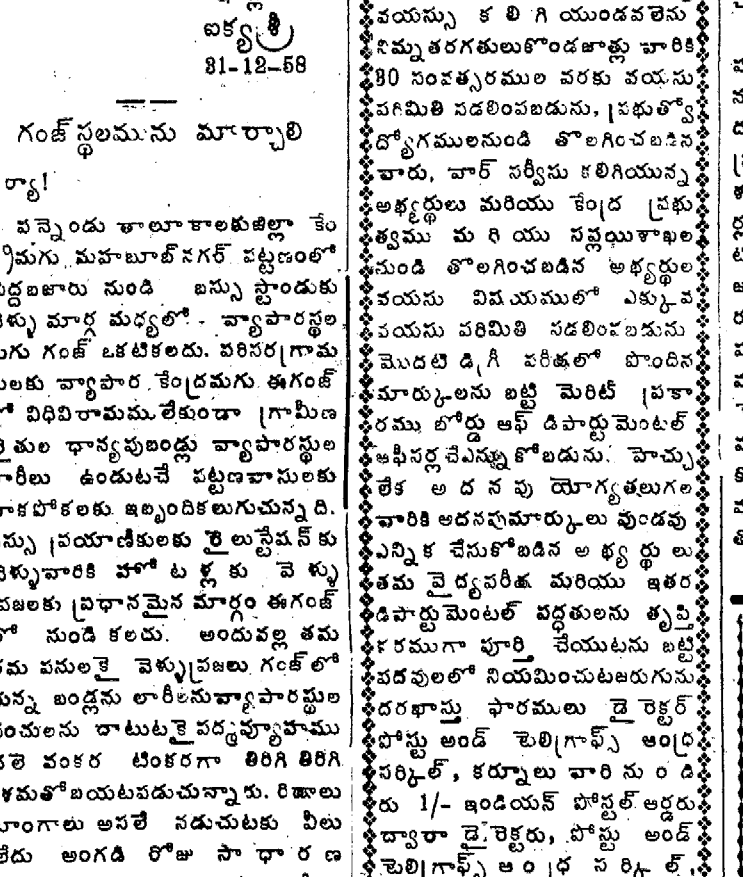 ఐక్యశ్రీ
31-12-58
గంజ్ స్థలమును మార్చాలి
ర్యా!
పన్నెండు తాలూకాలకుజిల్లా కేం
మగు మహబూబ్‌నగర్ పట్టణంలో
ద్దబజారు నుండి బస్సు స్టాండుకు
ళ్ళు మార్గ మధ్యలో - వ్యాపారస్థల
గు గంజ్ ఒకటికలదు. పరిసరగ్రామ
లకు వ్యాపార కేంద్రమగు ఈగంజ్
విధివిరామము లేకుండా గ్రామీణ
తుల ధాన్యపుబండ్లు వ్యాపారస్థుల
రీలు ఉండుటచే పట్టణవాసులకు
కపోకలకు ఇబ్బందికలుగుచున్నది.
స్సు ప్రయాణికులకు రైలుస్టేషన్‌కు
ళ్ళువారికి హోటళ్లకు వెళ్ళు
జలకు ప్రధానమైన మార్గం ఈగంజ్
నుండి కలదు. అందువల్ల తమ
మ పనులకై వెళ్ళుప్రజలు గంజ్‌లో
న్న బండ్లను లారీలనువ్యాపారస్థుల
ంచులను దాటుటకై పద్మవ్యూహము
లె వంకర టింకరగా తిరిగి తిరిగి
శమతోబయటపడుచున్నారు. రిక్షాలు
టాంగాలు అసలే నడుచుటకు వీలు
లేదు అంగడి రోజు సాధారణ
వయస్సు కలిగియుండవలెను
నిమ్నతరగతులుకొండజాత్లు వారికి
30 సంవత్సరముల వరకు వయసు
పరిమితి సడలింపబడును, ప్రభుత్వో
ద్యోగములనుండి తొలగించబడిన
వారు, వార్ సర్వీసు కలిగియున్న
అభ్యర్థులు మరియు కేంద్ర ప్రభు
త్వము మరియు సప్లయిశాఖల
నుండి తొలగించబడిన అభ్యర్థుల
వయసు విషయములో ఎక్కువ
వయసు పరిమితి సడలింపబడును
మొదటి డిగ్రీ పరీక్షలో పొందిన
మార్కులను బట్టి మెరిట్ ప్రకా
రము బోర్డు ఆఫ్ డిపార్టుమెంటల్
ఆఫీసర్లచేఎన్నుకోబడును. హెచ్చు
లేక అదనపు యోగ్యతలుగల
వారికి అదనపుమార్కులు వుండవు
ఎన్నిక చేసుకోబడిన అభ్యర్థులు
తమ వైద్యపరీక్ష మరియు ఇతర
డిపార్టుమెంటల్ పద్ధతులను తృప్తి
కరముగా పూర్తి చేయుటను బట్టి
పదవులలో నియమించుటజరుగును
దరఖాస్తు ఫారములు డైరెక్టర్
పోస్టు అండ్ టెలిగ్రాఫ్స్ ఆంధ్ర
సర్కిల్, కర్నూలు వారినుండి
రు 1/- ఇండియన్ పోస్టల్ ఆర్డరు
ద్వారా డైరెక్టరు, పోస్టు అండ్
టెలిగ్రాఫ్స్ ఆంధ్ర సర్కిల్,